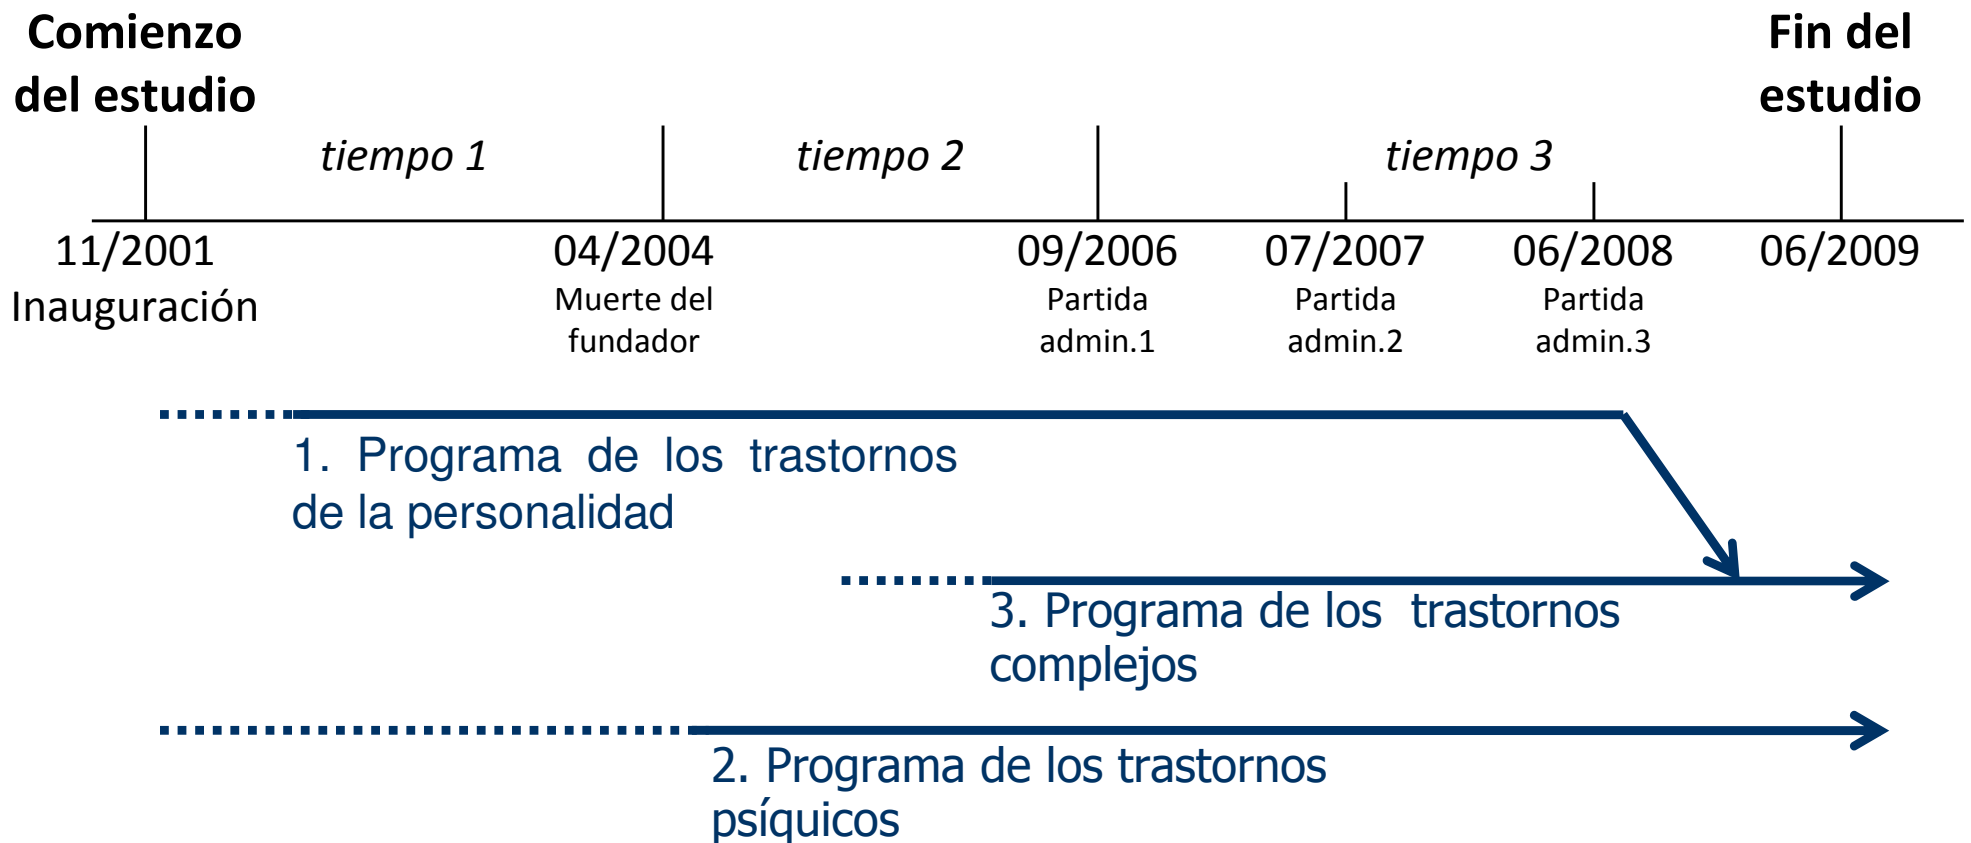 Comienzo
del estudio
Fin del
estudio
tiempo 1
tiempo 2
tiempo 3
11/2001
04/2004
09/2006
07/2007
06/2008
06/2009
Inauguración
Muerte del
fundador
Partida
admin.1
Partida
admin.2
Partida
admin.3
1. Programa de los trastornos
de la personalidad
3. Programa de los trastornos
complejos
2. Programa de los trastornos
psíquicos